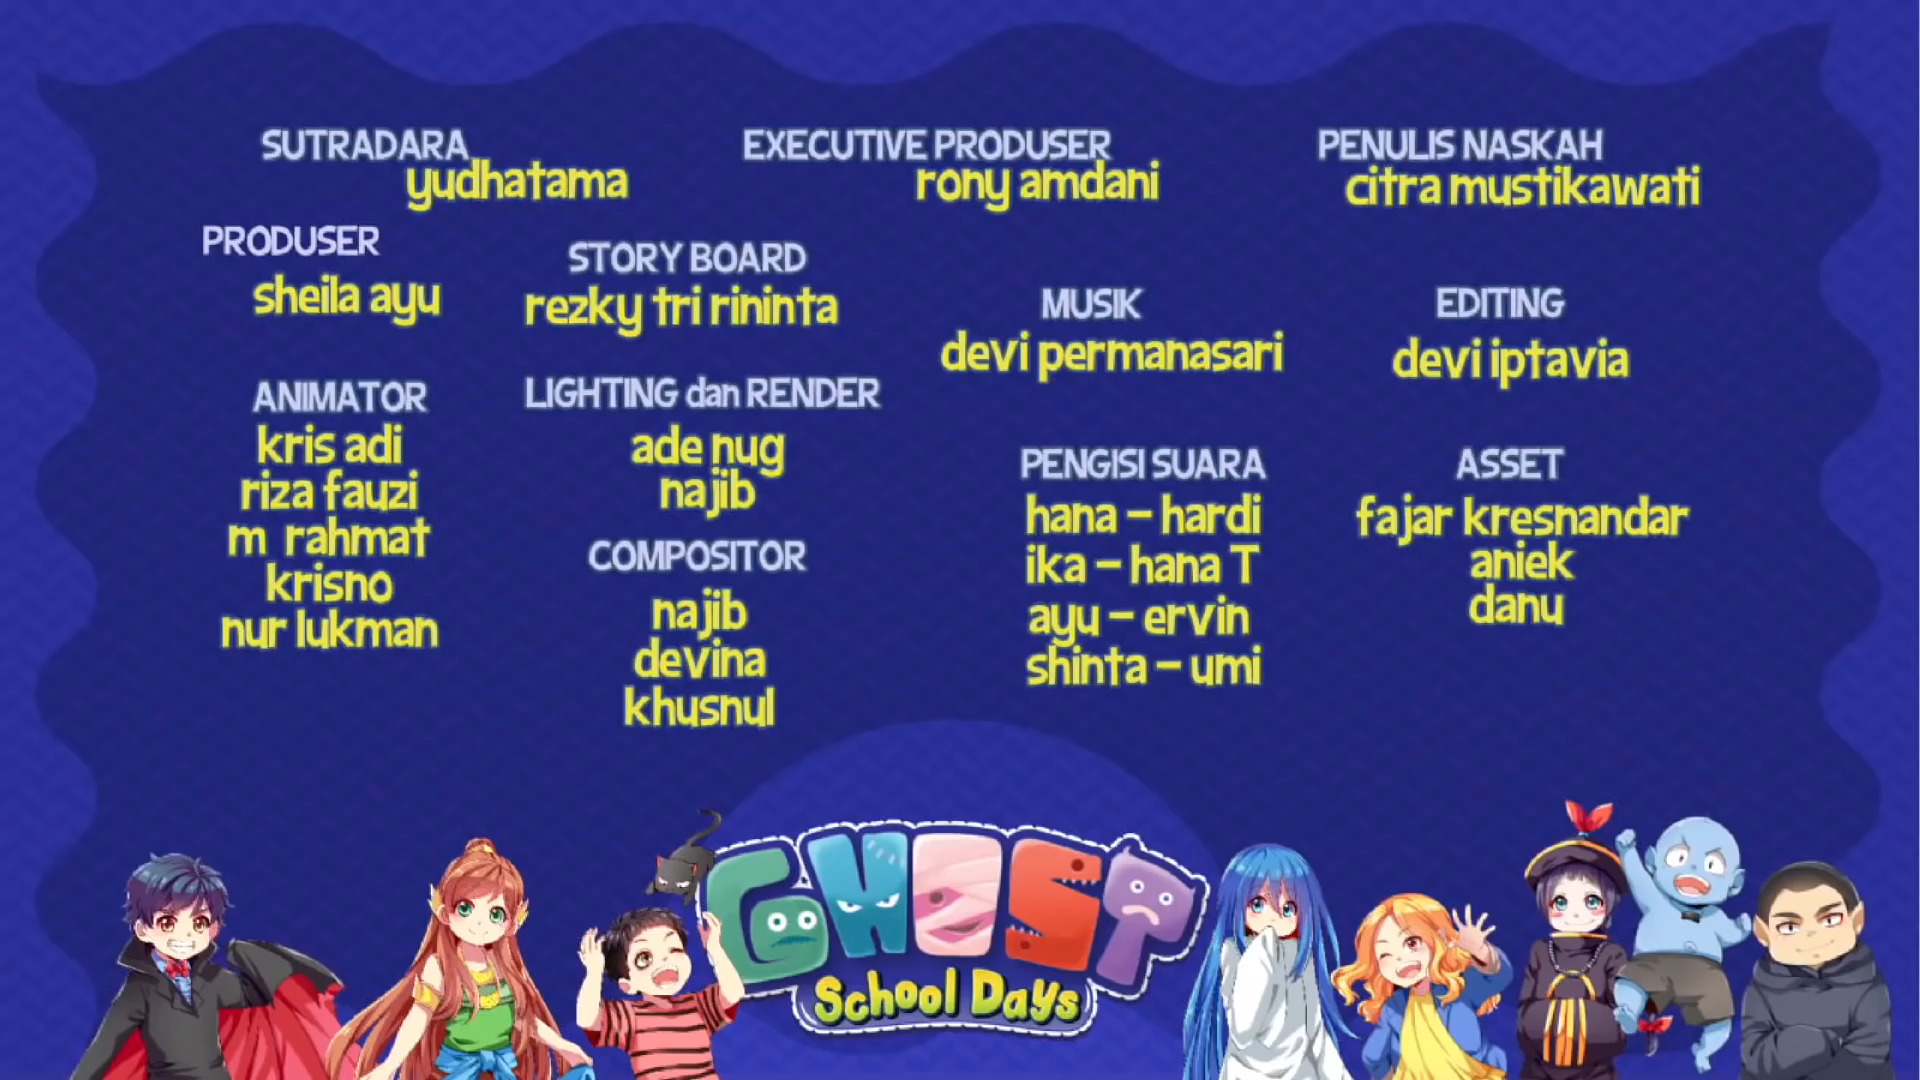 SUTRADARA
yudhatama
EXECUTIVE PRODUSER
rony amdani
PENULIS NASKAH
citra mustikawati
PRODUSER
sheila ayu
STORY BOARD
rezky tri rininta
MUSIK
devi permanasari
EDITING
devi iptavia
ANIMATOR
kris adi
riza fauzi
m rahmat
krisno
nur lukman
LIGHTING dan RENDER
ade nug
najib
COMPOSITOR
najib
devina
khusnul
PENGISI SUARA
hana – hardi
ika – hana T
ayu – ervin
shinta – umi
ASSET
fajar kresnandar
aniek
danu
GHOST
School Days